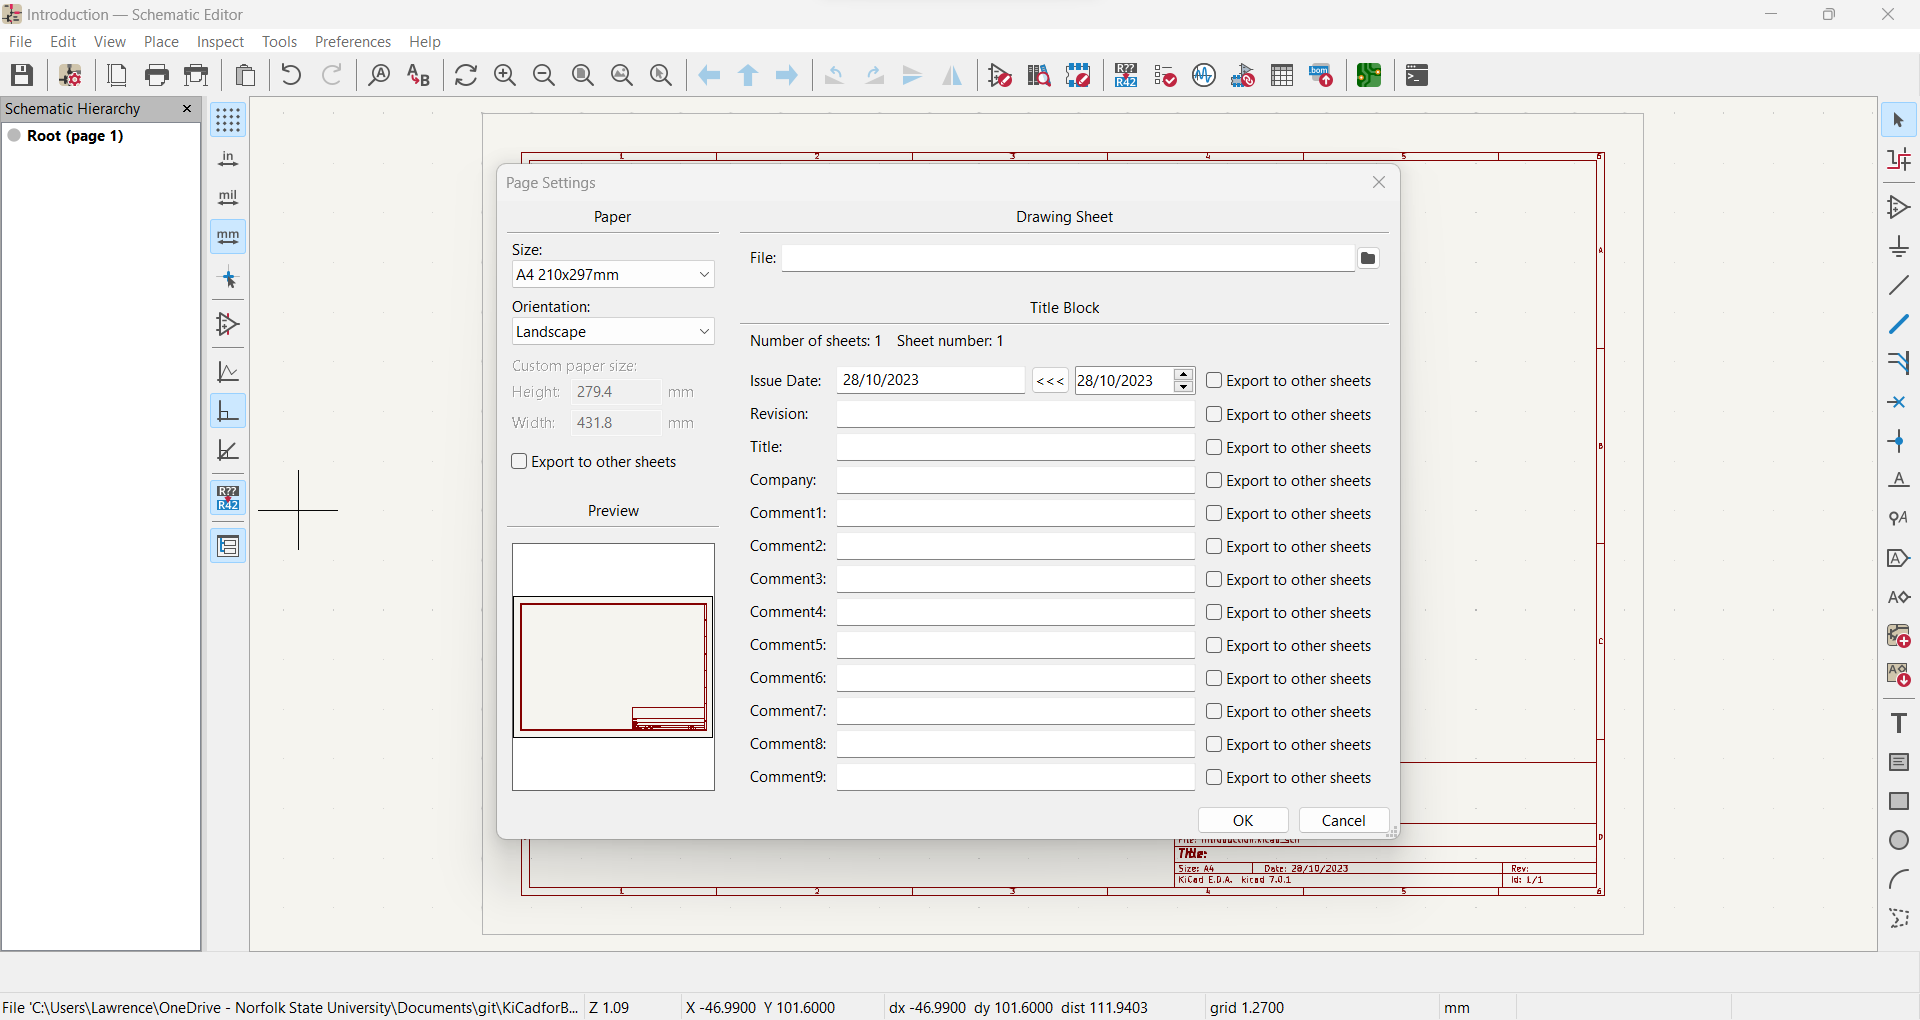 Introduction — Schematic Editor
File Edit View Place Inspect Tools Preferences Help
Schematic Hierarchy
Root (page 1)
in
mil
mm
R??
R42
Page Settings
Paper
Size:
A4 210x297mm
Orientation:
Landscape
Custom paper size:
Height: 279.4 mm
Width: 431.8 mm
Export to other sheets
Preview
Drawing Sheet
File:
Title Block
Number of sheets: 1 Sheet number: 1
Issue Date: 28/10/2023 <<< 28/10/2023 Export to other sheets
Revision: Export to other sheets
Title: Export to other sheets
Company: Export to other sheets
Comment1: Export to other sheets
Comment2: Export to other sheets
Comment3: Export to other sheets
Comment4: Export to other sheets
Comment5: Export to other sheets
Comment6: Export to other sheets
Comment7: Export to other sheets
Comment8: Export to other sheets
Comment9: Export to other sheets
OK Cancel
Title:
Size: A4 Date: 28/10/2023 Rev:
KiCad E.D.A. kicad 7.0.1 Id: 1/1
File 'C:\Users\Lawrence\OneDrive - Norfolk State University\Documents\git\KiCadforB... Z 1.09 X -46.9900 Y 101.6000 dx -46.9900 dy 101.6000 dist 111.9403 grid 1.2700 mm